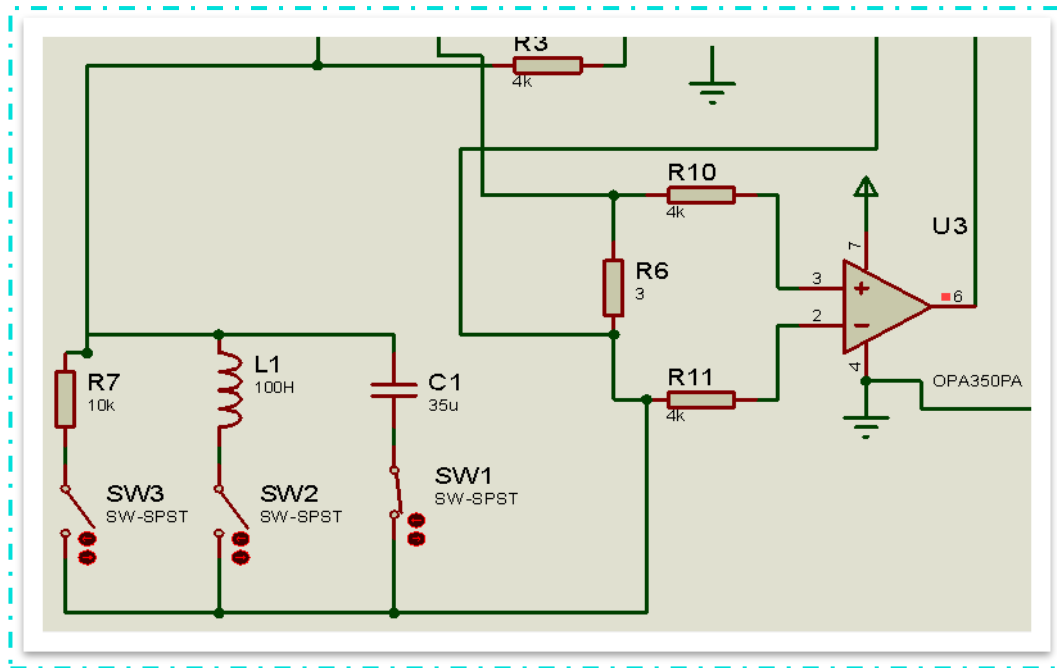 R3
4k
R10
4k
U3
7
R6
3
3
6
2
L1
100H
C1
35u
R7
10k
R11
4k
4
OPA350PA
SW3
SW-SPST
SW2
SW-SPST
SW1
SW-SPST